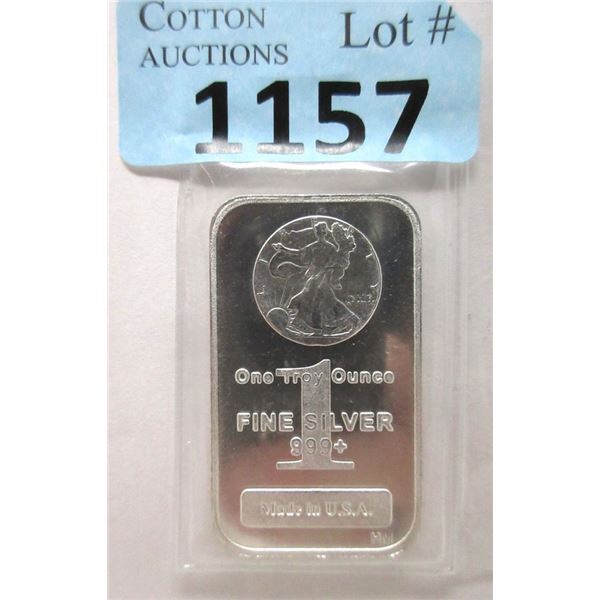 COTTON
AUCTIONS
Lot #
1157
One Troy Ounce
1
FINE SILVER
999+
Made in U.S.A.
HM